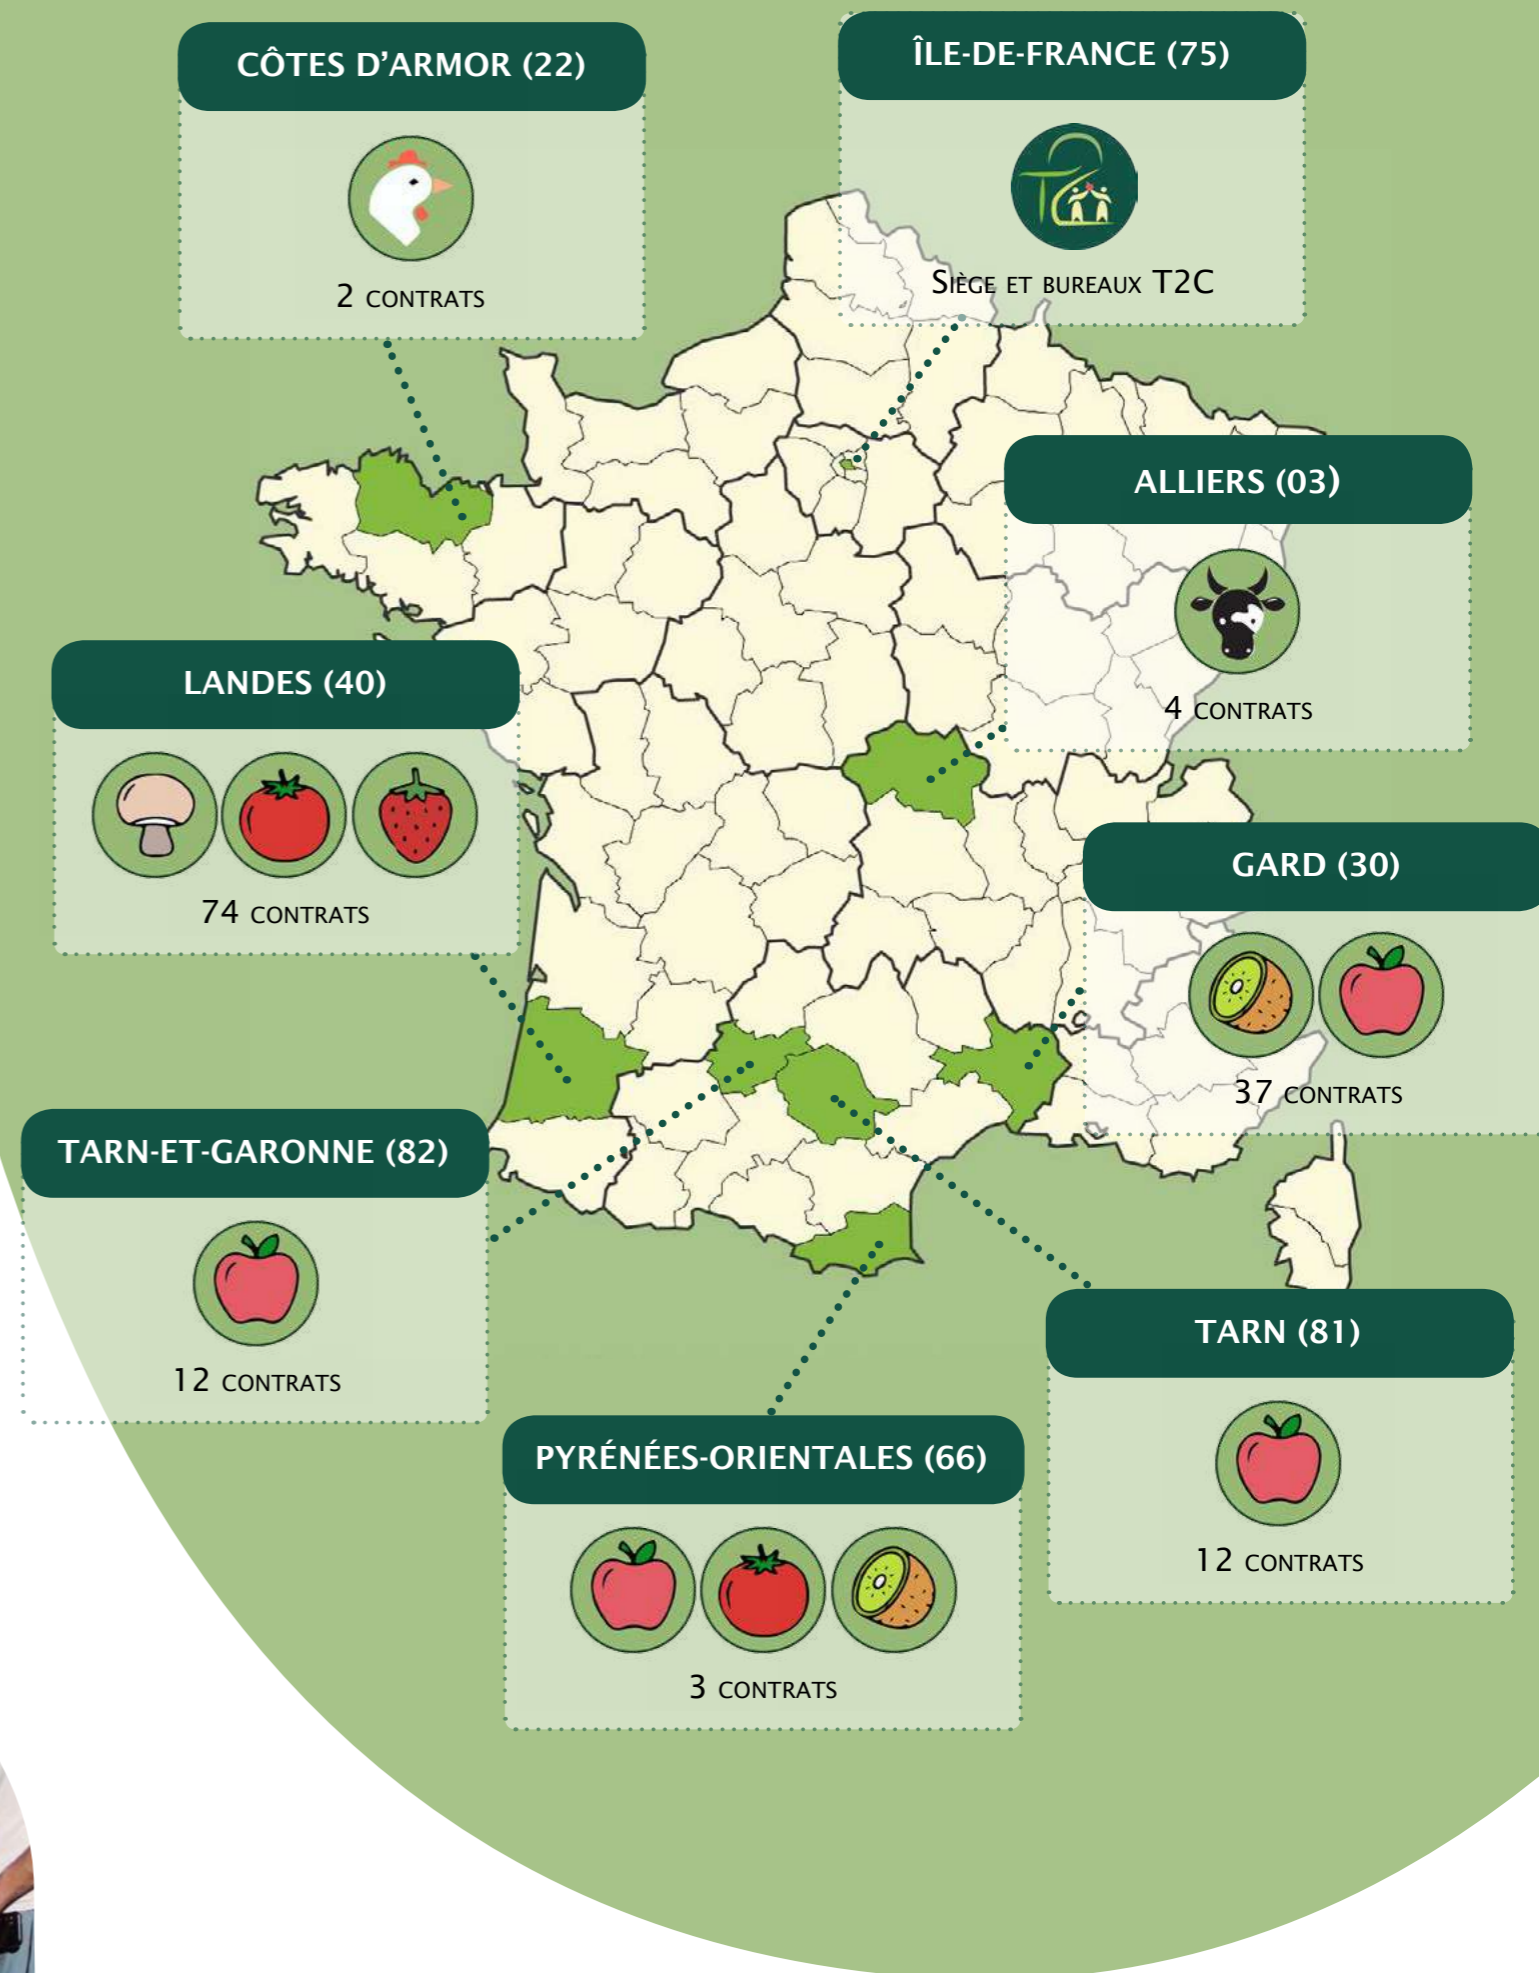 CÔTES D'ARMOR (22)
2 CONTRATS
ÎLE-DE-FRANCE (75)
SIÈGE ET BUREAUX T2C
ALLIERS (03)
4 CONTRATS
LANDES (40)
74 CONTRATS
GARD (30)
37 CONTRATS
TARN-ET-GARONNE (82)
12 CONTRATS
TARN (81)
12 CONTRATS
PYRÉNÉES-ORIENTALES (66)
3 CONTRATS